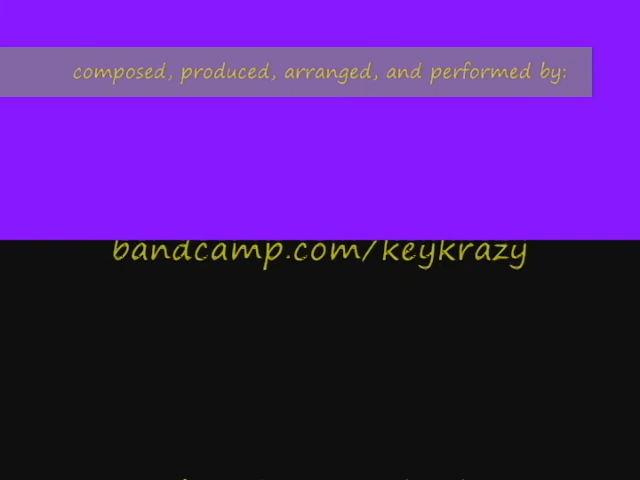 composed, produced, arranged, and performed by:
bandcamp.com/keykrazy